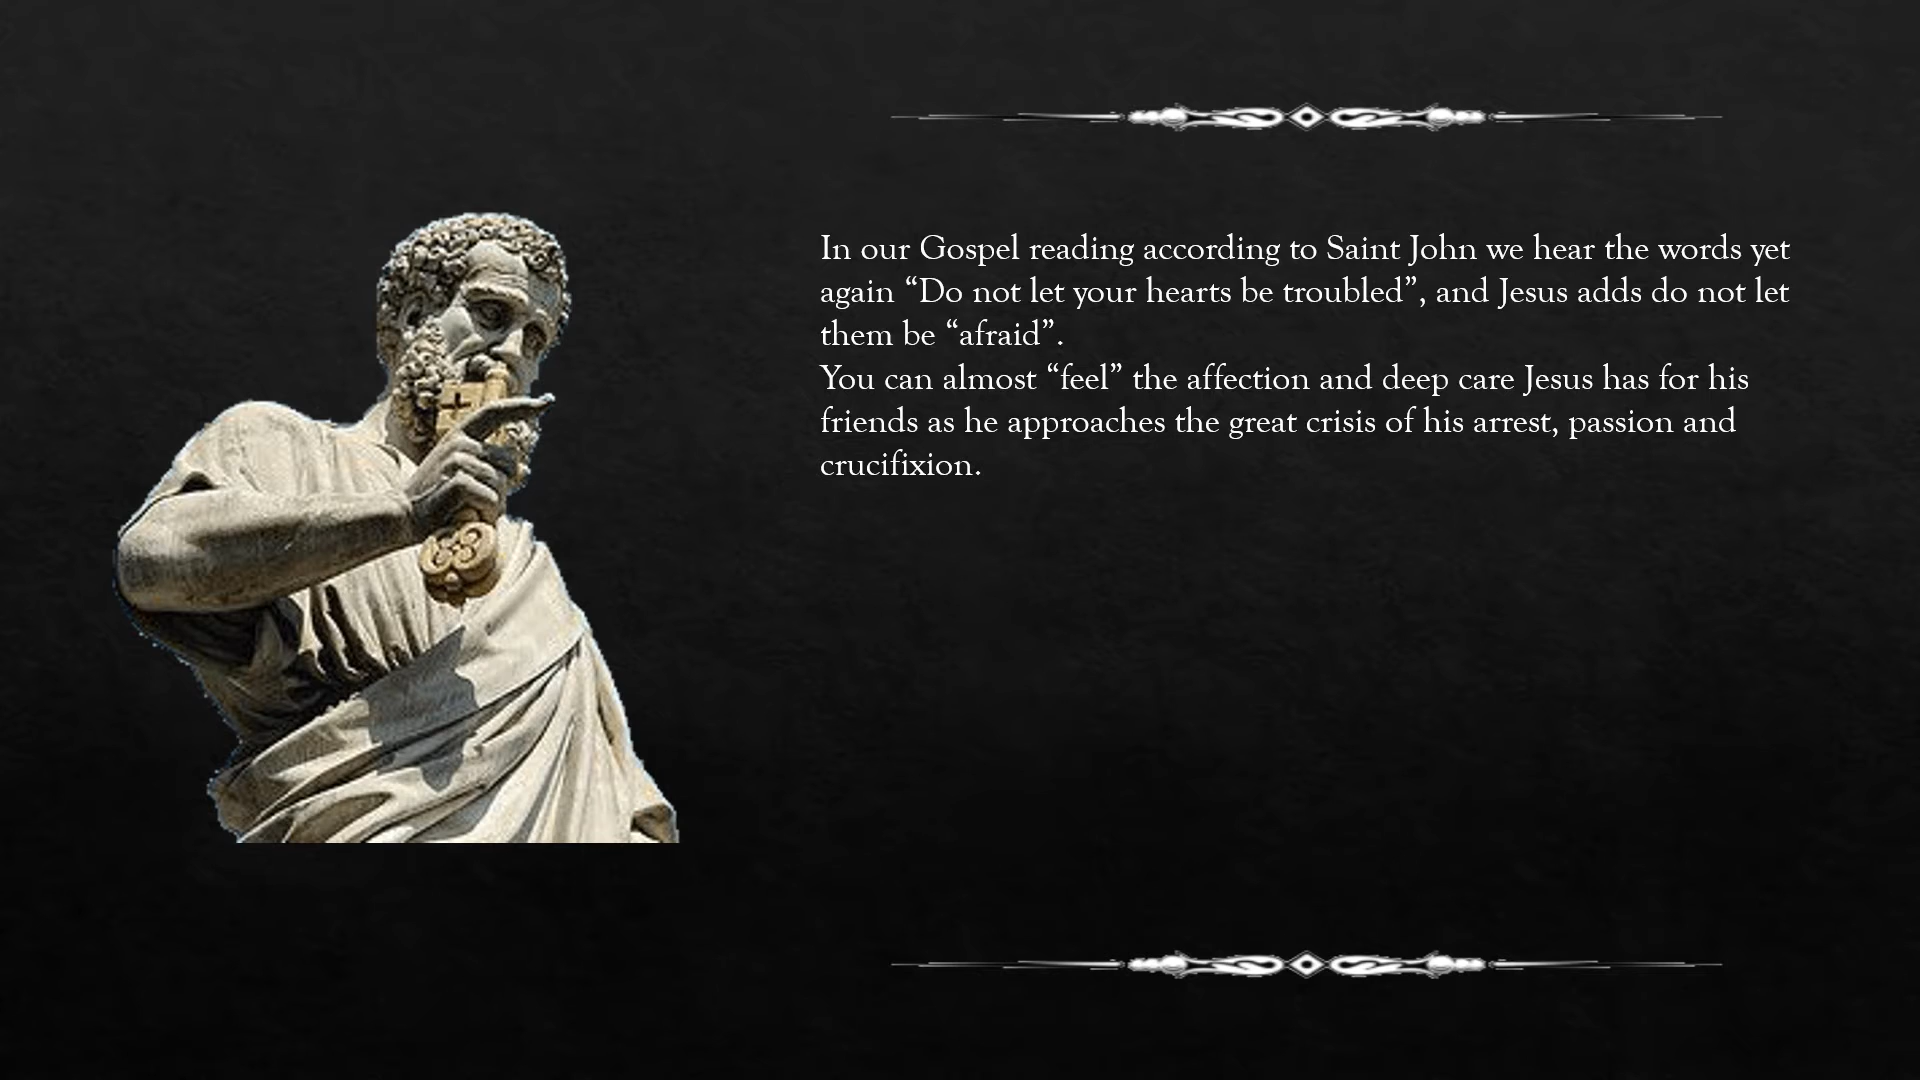 In our Gospel reading according to Saint John we hear the words yet
again “Do not let your hearts be troubled”, and Jesus adds do not let
them be “afraid”.
You can almost “feel” the affection and deep care Jesus has for his
friends as he approaches the great crisis of his arrest, passion and
crucifixion.